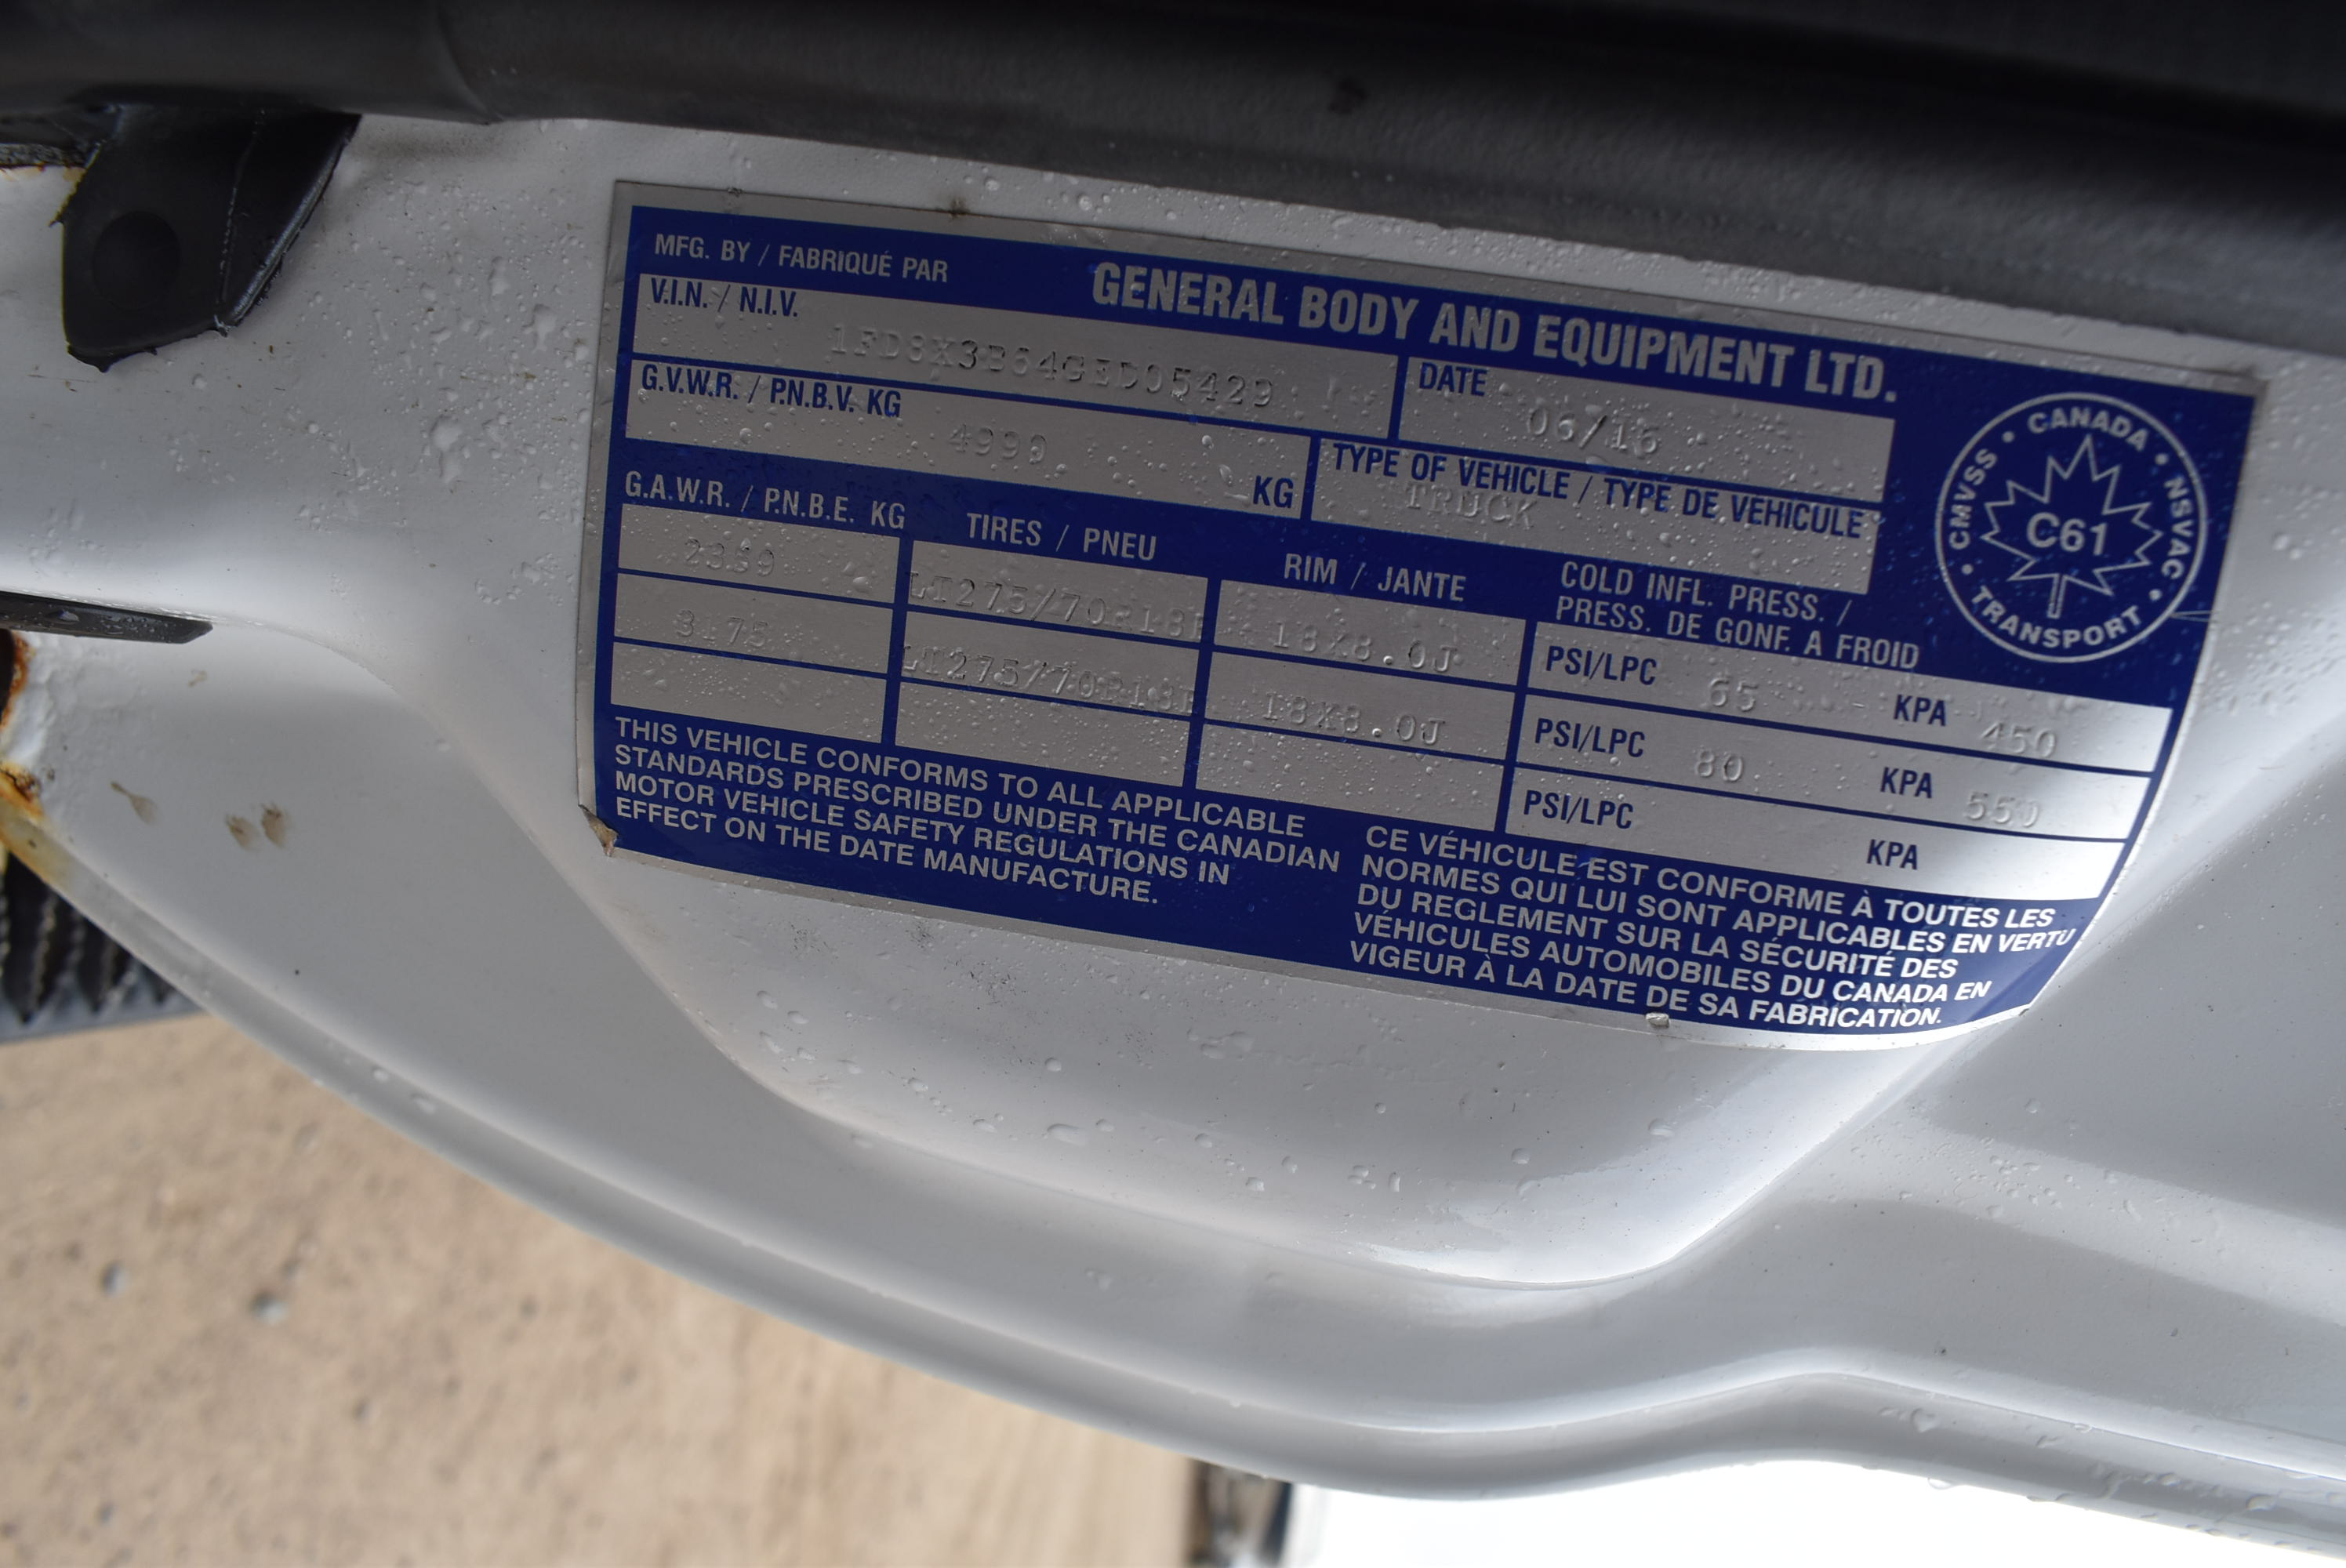 MFG. BY / FABRIQUÉ PAR GENERAL BODY AND EQUIPMENT LTD.
V.I.N. / N.I.V. DATE
06/16
G.V.W.R. / P.N.B.V. KG
4990 KG
TYPE OF VEHICLE / TYPE DE VEHICULE
TRUCK
CANADA • NSVAC • TRANSPORT • CMVSS •
C61
G.A.W.R. / P.N.B.E. KG TIRES / PNEU RIM / JANTE COLD INFL. PRESS. /
PRESS. DE GONF. A FROID
LT275/70R18E 18X8.0J PSI/LPC 65 KPA 450
LT275/70R18E 18X8.0J PSI/LPC 80 KPA 550
PSI/LPC KPA
THIS VEHICLE CONFORMS TO ALL APPLICABLE
STANDARDS PRESCRIBED UNDER THE CANADIAN
MOTOR VEHICLE SAFETY REGULATIONS IN
EFFECT ON THE DATE MANUFACTURE.
CE VÉHICULE EST CONFORME À TOUTES LES
NORMES QUI LUI SONT APPLICABLES EN VERTU
DU REGLEMENT SUR LA SÉCURITÉ DES
VÉHICULES AUTOMOBILES DU CANADA EN
VIGEUR À LA DATE DE SA FABRICATION.